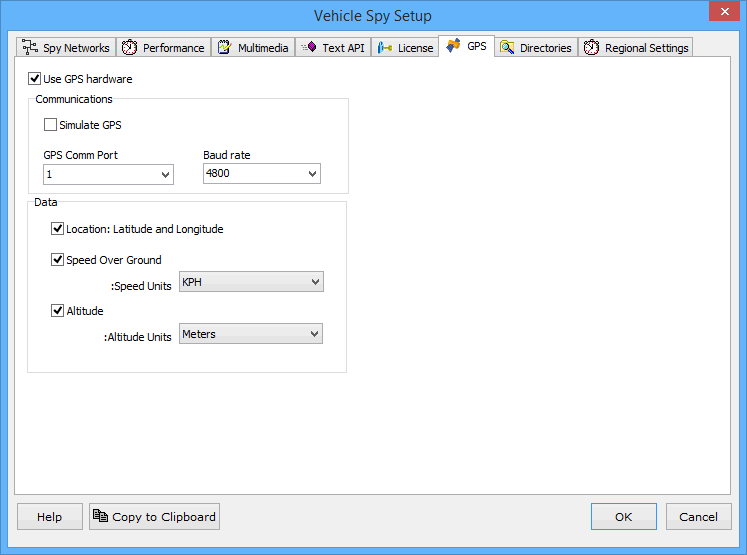 Vehicle Spy Setup
Spy Networks Performance Multimedia Text API License GPS Directories Regional Settings
Use GPS hardware
Communications
Simulate GPS
GPS Comm Port Baud rate
1 4800
Data
Location: Latitude and Longitude
Speed Over Ground
:Speed Units KPH
Altitude
:Altitude Units Meters
Help Copy to Clipboard OK Cancel